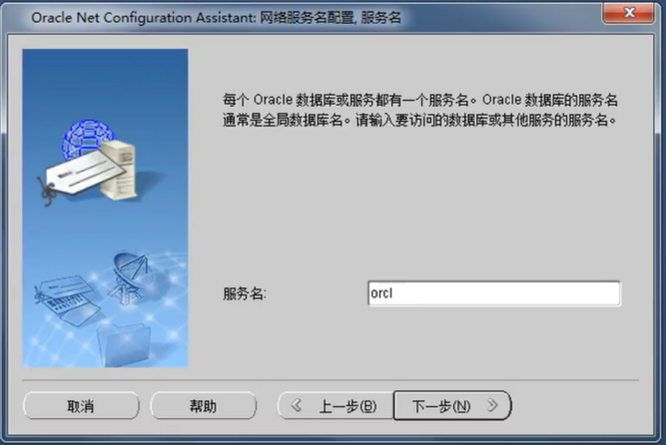 Oracle Net Configuration Assistant: 网络服务名配置, 服务名
每个 Oracle 数据库或服务都有一个服务名。Oracle 数据库的服务名
通常是全局数据库名。请输入要访问的数据库或其他服务的服务名。
服务名:
orcl
取消
帮助
上一步(B)
下一步(N)